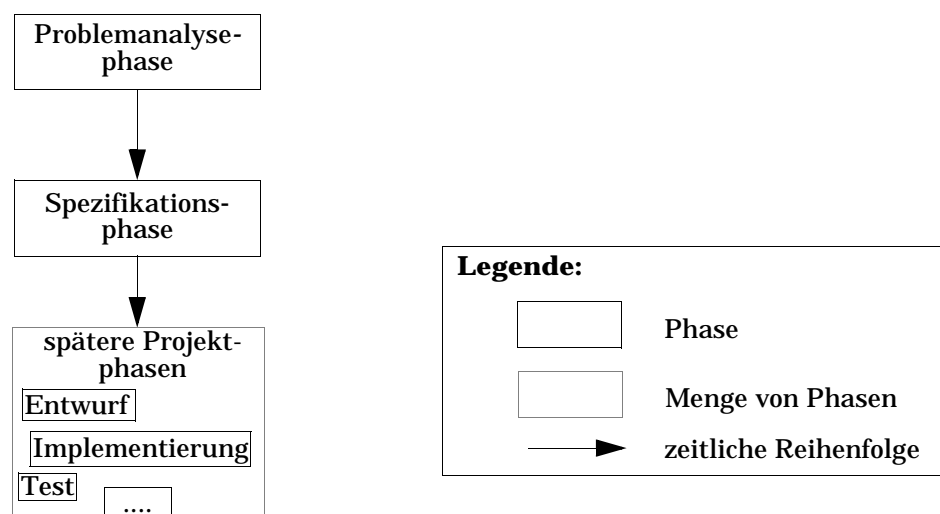 Problemanalyse-
phase
Spezifikations-
phase
spätere Projekt-
phasen
Entwurf
Implementierung
Test
....
Legende:
Phase
Menge von Phasen
zeitliche Reihenfolge